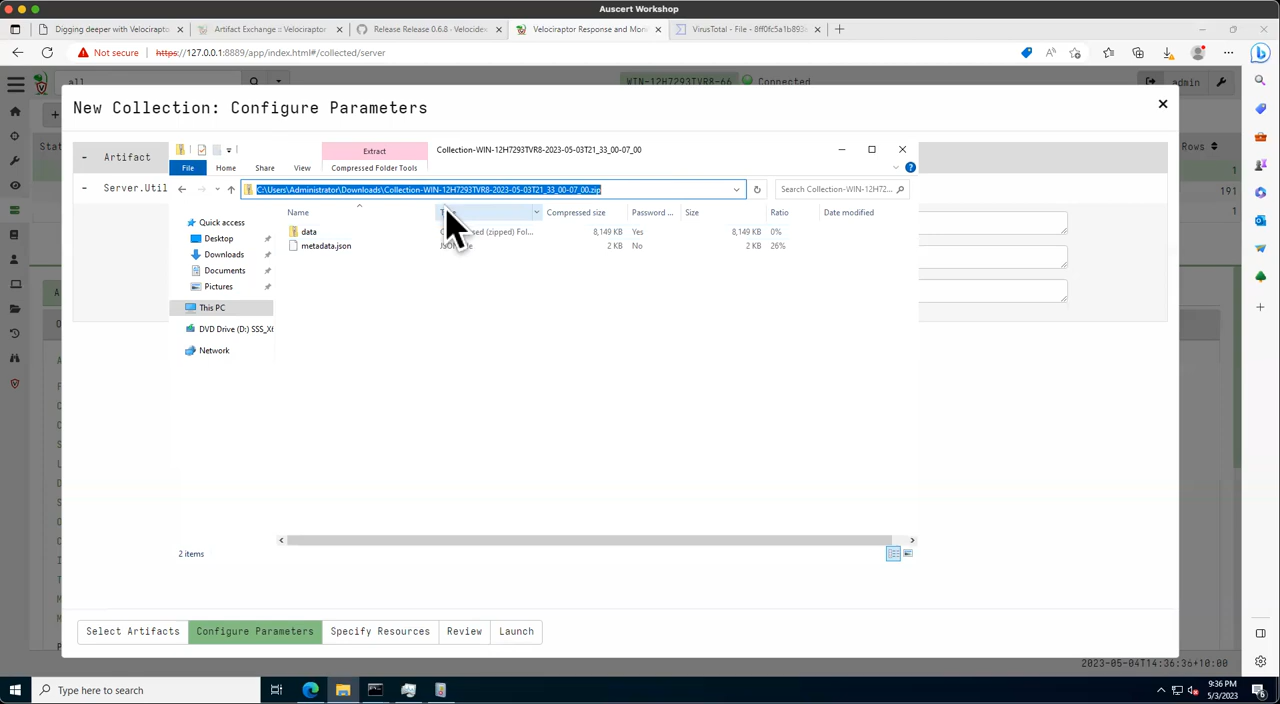 Auscert Workshop
Digging deeper with Velocirapto
Artifact Exchange :: Velocirapto
Release Release 0.6.8 · Velocidex
Velociraptor Response and Mon
VirusTotal - File - 8ff0fc5a1b893
Not secure
https://127.0.0.1:8889/app/index.html#/collected/server
all
WIN-12H7293TVR8-66
Connected
admin
New Collection: Configure Parameters
Stat
Rows
- Artifact
Extract
Collection-WIN-12H7293TVR8-2023-05-03T21_33_00-07_00
File
Home
Share
View
Compressed Folder Tools
1
- Server.Util
C:\Users\Administrator\Downloads\Collection-WIN-12H7293TVR8-2023-05-03T21_33_00-07_00.zip
Search Collection-WIN-12H72...
191
1
Name
Compressed size
Password ...
Size
Ratio
Date modified
Quick access
data
sed (zipped) Fol...
8,149 KB
Yes
8,149 KB
0%
Desktop
metadata.json
2 KB
No
2 KB
26%
Downloads
Documents
Pictures
This PC
DVD Drive (D:) SSS_X6
Network
2 items
Select Artifacts
Configure Parameters
Specify Resources
Review
Launch
2023-05-04T14:36:36+10:00
Type here to search
9:36 PM
5/3/2023